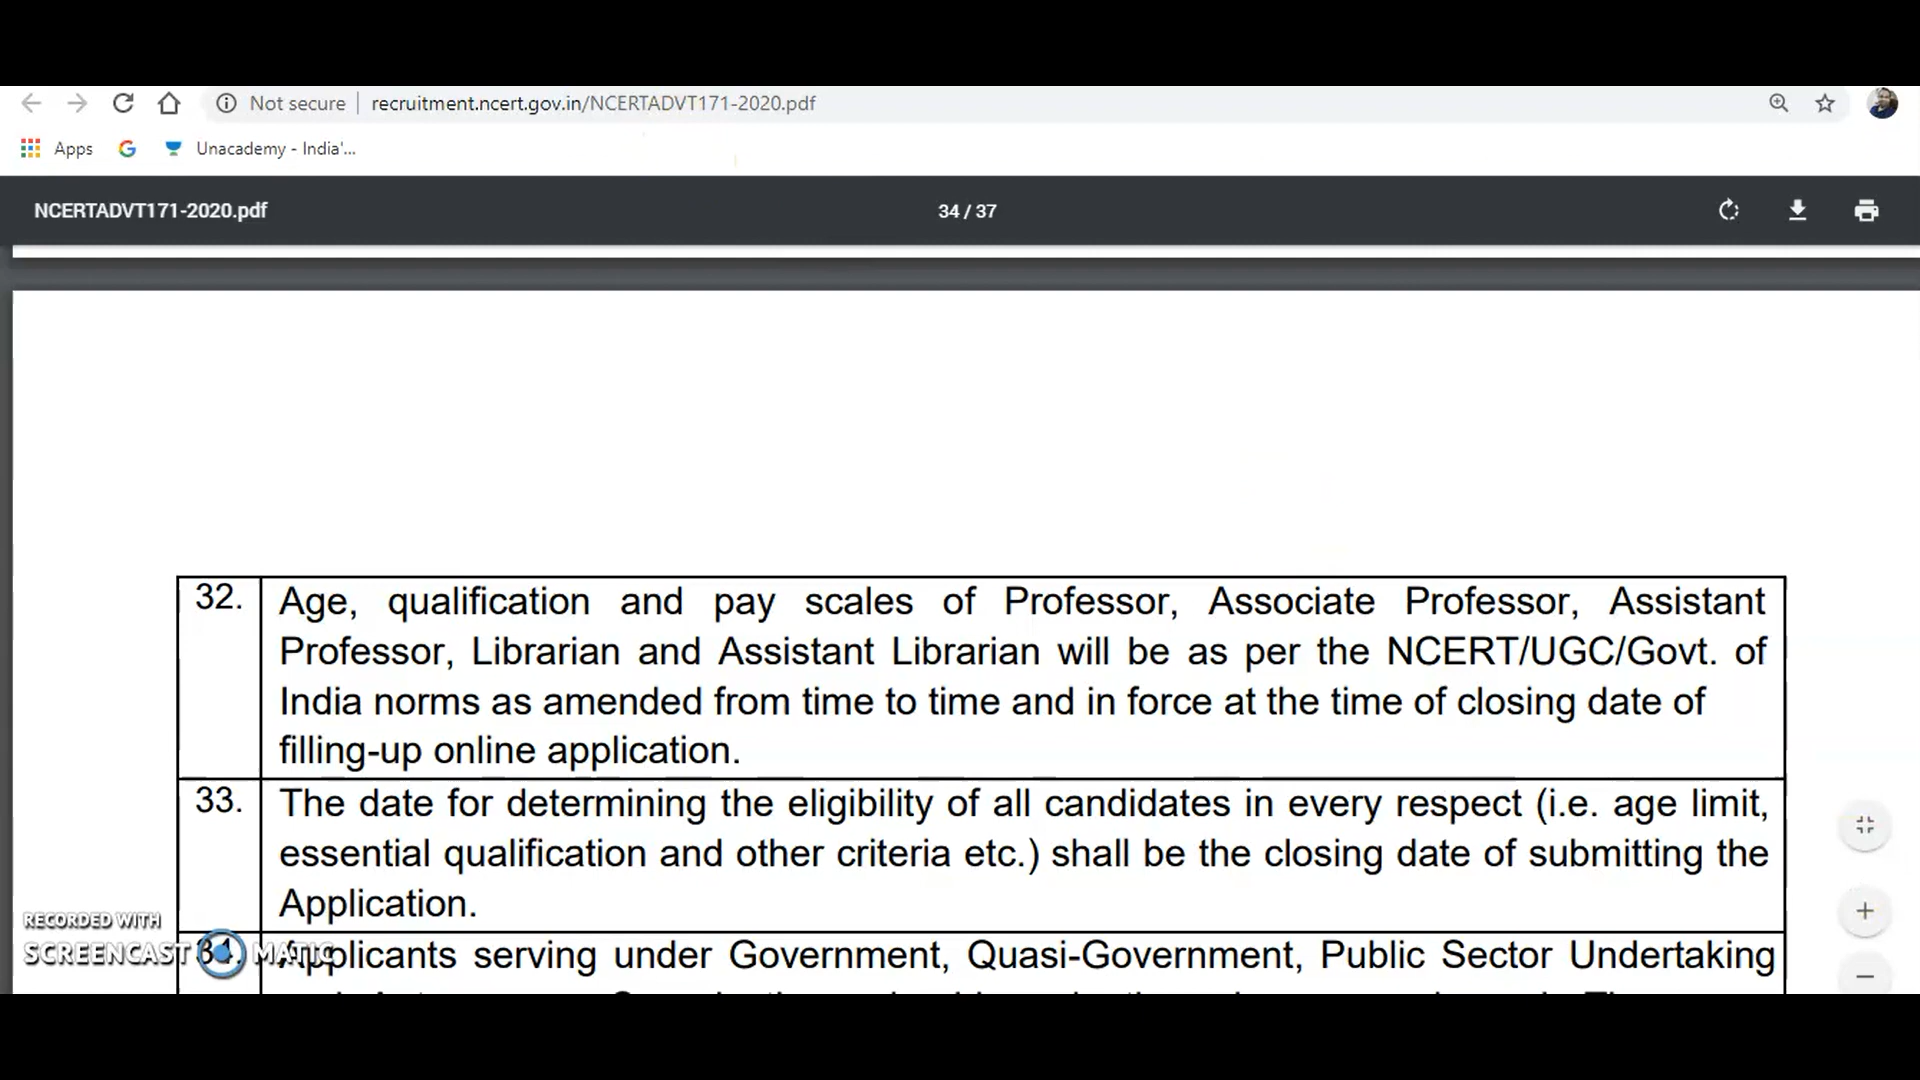 Not secure recruitment.ncert.gov.in/NCERTADVT171-2020.pdf
Apps Unacademy - India'...
NCERTADVT171-2020.pdf 34 / 37
32. Age, qualification and pay scales of Professor, Associate Professor, Assistant
Professor, Librarian and Assistant Librarian will be as per the NCERT/UGC/Govt. of
India norms as amended from time to time and in force at the time of closing date of
filling-up online application.
33. The date for determining the eligibility of all candidates in every respect (i.e. age limit,
essential qualification and other criteria etc.) shall be the closing date of submitting the
Application.
34. Applicants serving under Government, Quasi-Government, Public Sector Undertaking
RECORDED WITH
SCREENCAST MATIC